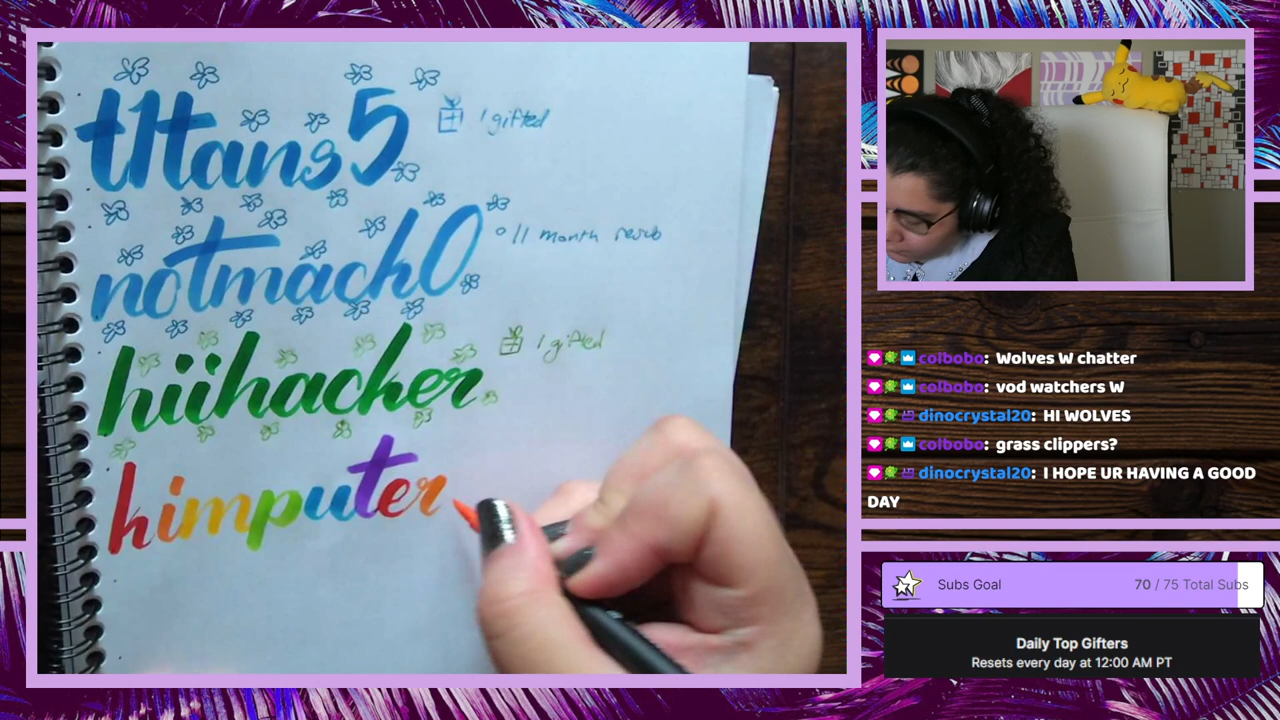 t1tans5 1 gifted
notmach0 11 month resub
hiihacker 1 gifted
himputer
colbobo: Wolves W chatter
colbobo: vod watchers W
dinocrystal20: HI WOLVES
colbobo: grass clippers?
dinocrystal20: I HOPE UR HAVING A GOOD
DAY
Subs Goal 70 / 75 Total Subs
Daily Top Gifters
Resets every day at 12:00 AM PT